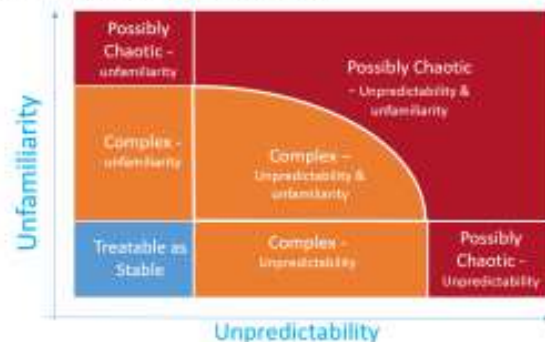 Unfamiliarity
Possibly
Chaotic -
unfamiliarity
Possibly Chaotic
– Unpredictability &
unfamiliarity
Complex -
unfamiliarity
Complex –
Unpredictability &
unfamiliarity
Treatable as
Stable
Complex -
Unpredictability
Possibly
Chaotic -
Unpredictability
Unpredictability